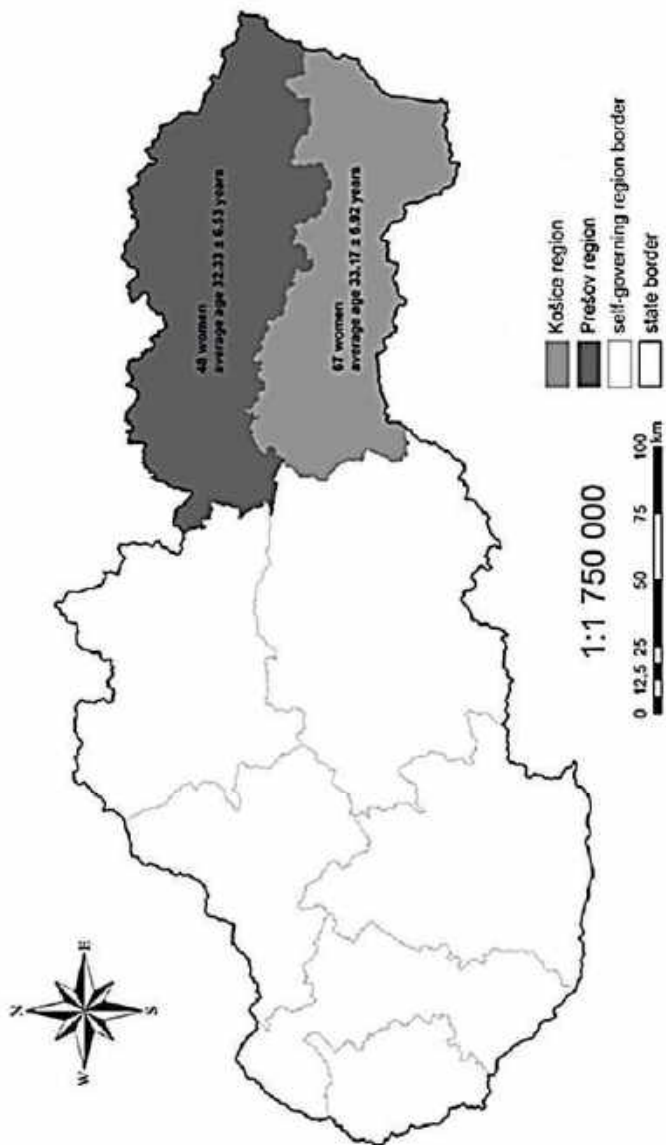 N
W
E
S
48 women
average age 32.33 ± 6.53 years
67 women
average age 33.17 ± 6.92 years
1:1 750 000
0 12,5 25 50 75 100
km
Košice region
Prešov region
self-governing region border
state border